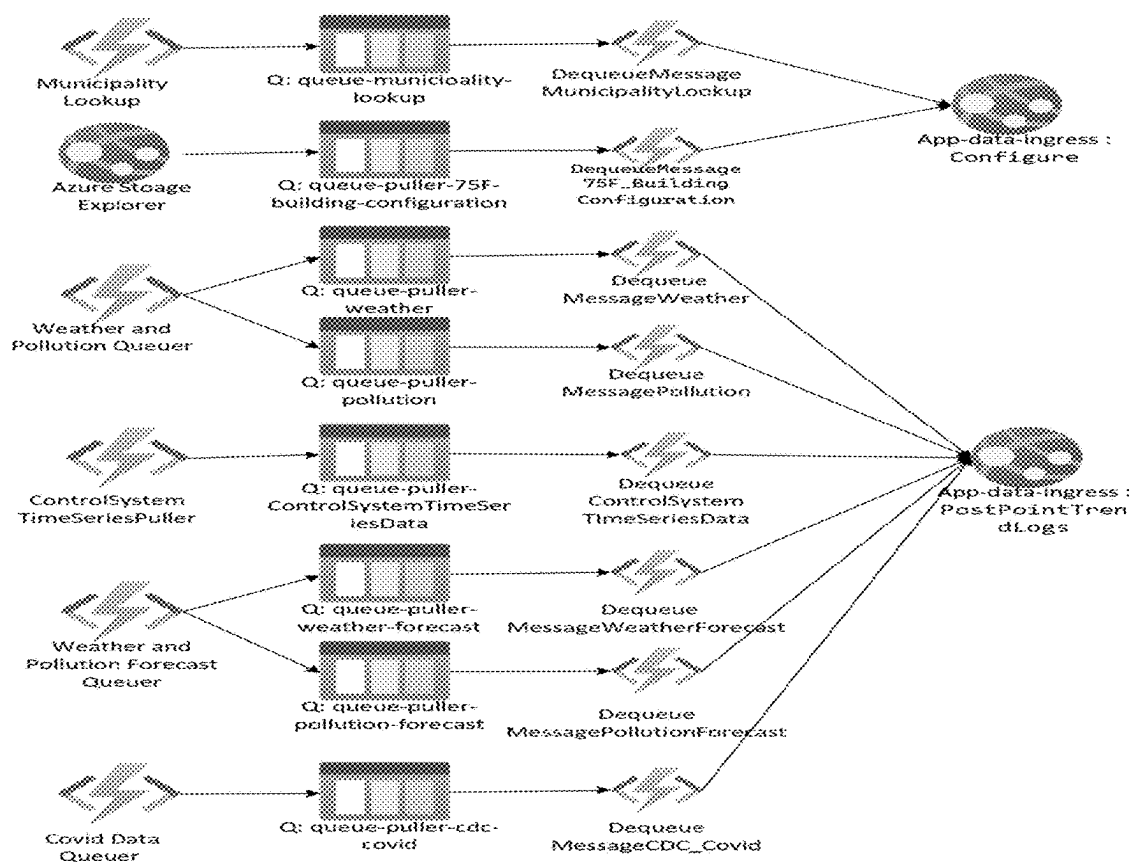 Municipality
Lookup
Q: queue-municioality-
lookup
DequeueMessage
MunicipalityLookup
App-data-ingress :
Configure
Azure Stoage
Explorer
Q: queue-puller-75F-
building-configuration
DequeueMessage
75F_Building
Configuration
Weather and
Pollution Queuer
Q: queue-puller-
weather
Dequeue
MessageWeather
Q: queue-puller-
pollution
Dequeue
MessagePollution
ControlSystem
TimeSeriesPuller
Q: queue-puller-
ControlSystemTimeSer
iesData
Dequeue
ControlSystem
TimeSeriesData
App-data-ingress :
PostPointTren
dLogs
Weather and
Pollution Forecast
Queuer
Q: queue-puller-
weather-forecast
Dequeue
MessageWeatherForecast
Q: queue-puller-
pollution-forecast
Dequeue
MessagePollutionForecast
Covid Data
Queuer
Q: queue-puller-cdc-
covid
Dequeue
MessageCDC_Covid